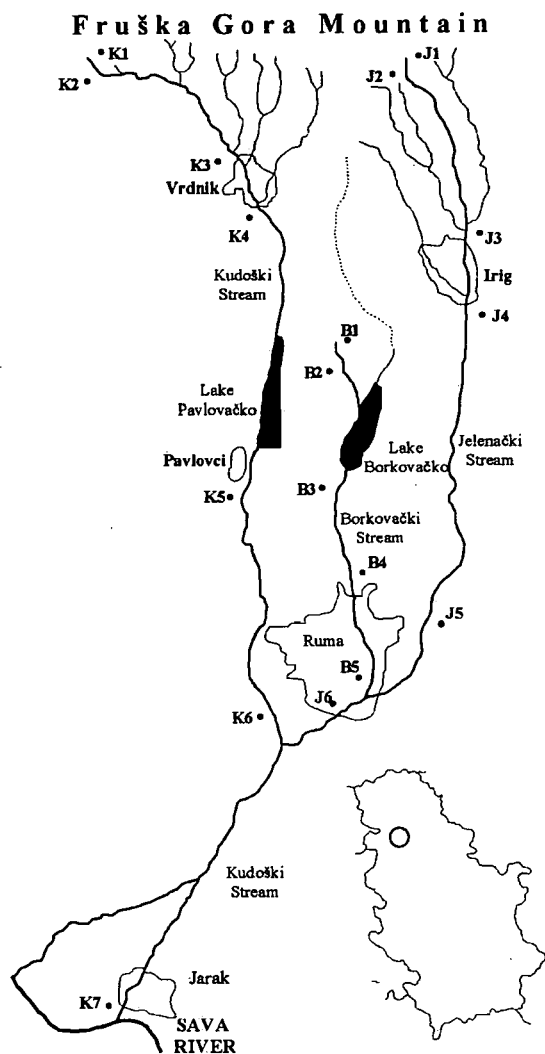 Fruška Gora Mountain
K1
J1
K2
J2
K3
Vrdnik
K4
J3
Irig
Kudoški
Stream
J4
B1
B2
Lake
Pavlovačko
Lake
Borkovačko
Jelenački
Stream
Pavlovci
K5
B3
Borkovački
Stream
B4
J5
Ruma
B5
J6
K6
Kudoški
Stream
Jarak
K7
SAVA
RIVER